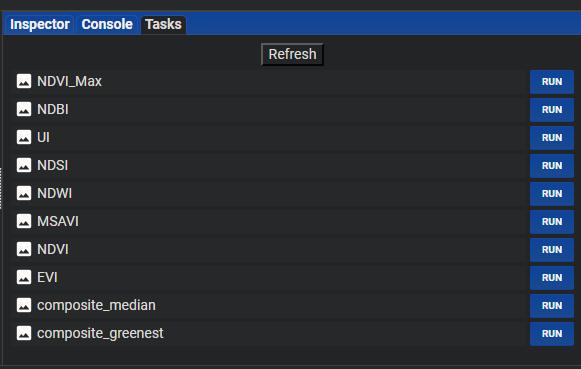 Inspector Console Tasks
Refresh
NDVI_Max RUN
NDBI RUN
UI RUN
NDSI RUN
NDWI RUN
MSAVI RUN
NDVI RUN
EVI RUN
composite_median RUN
composite_greenest RUN